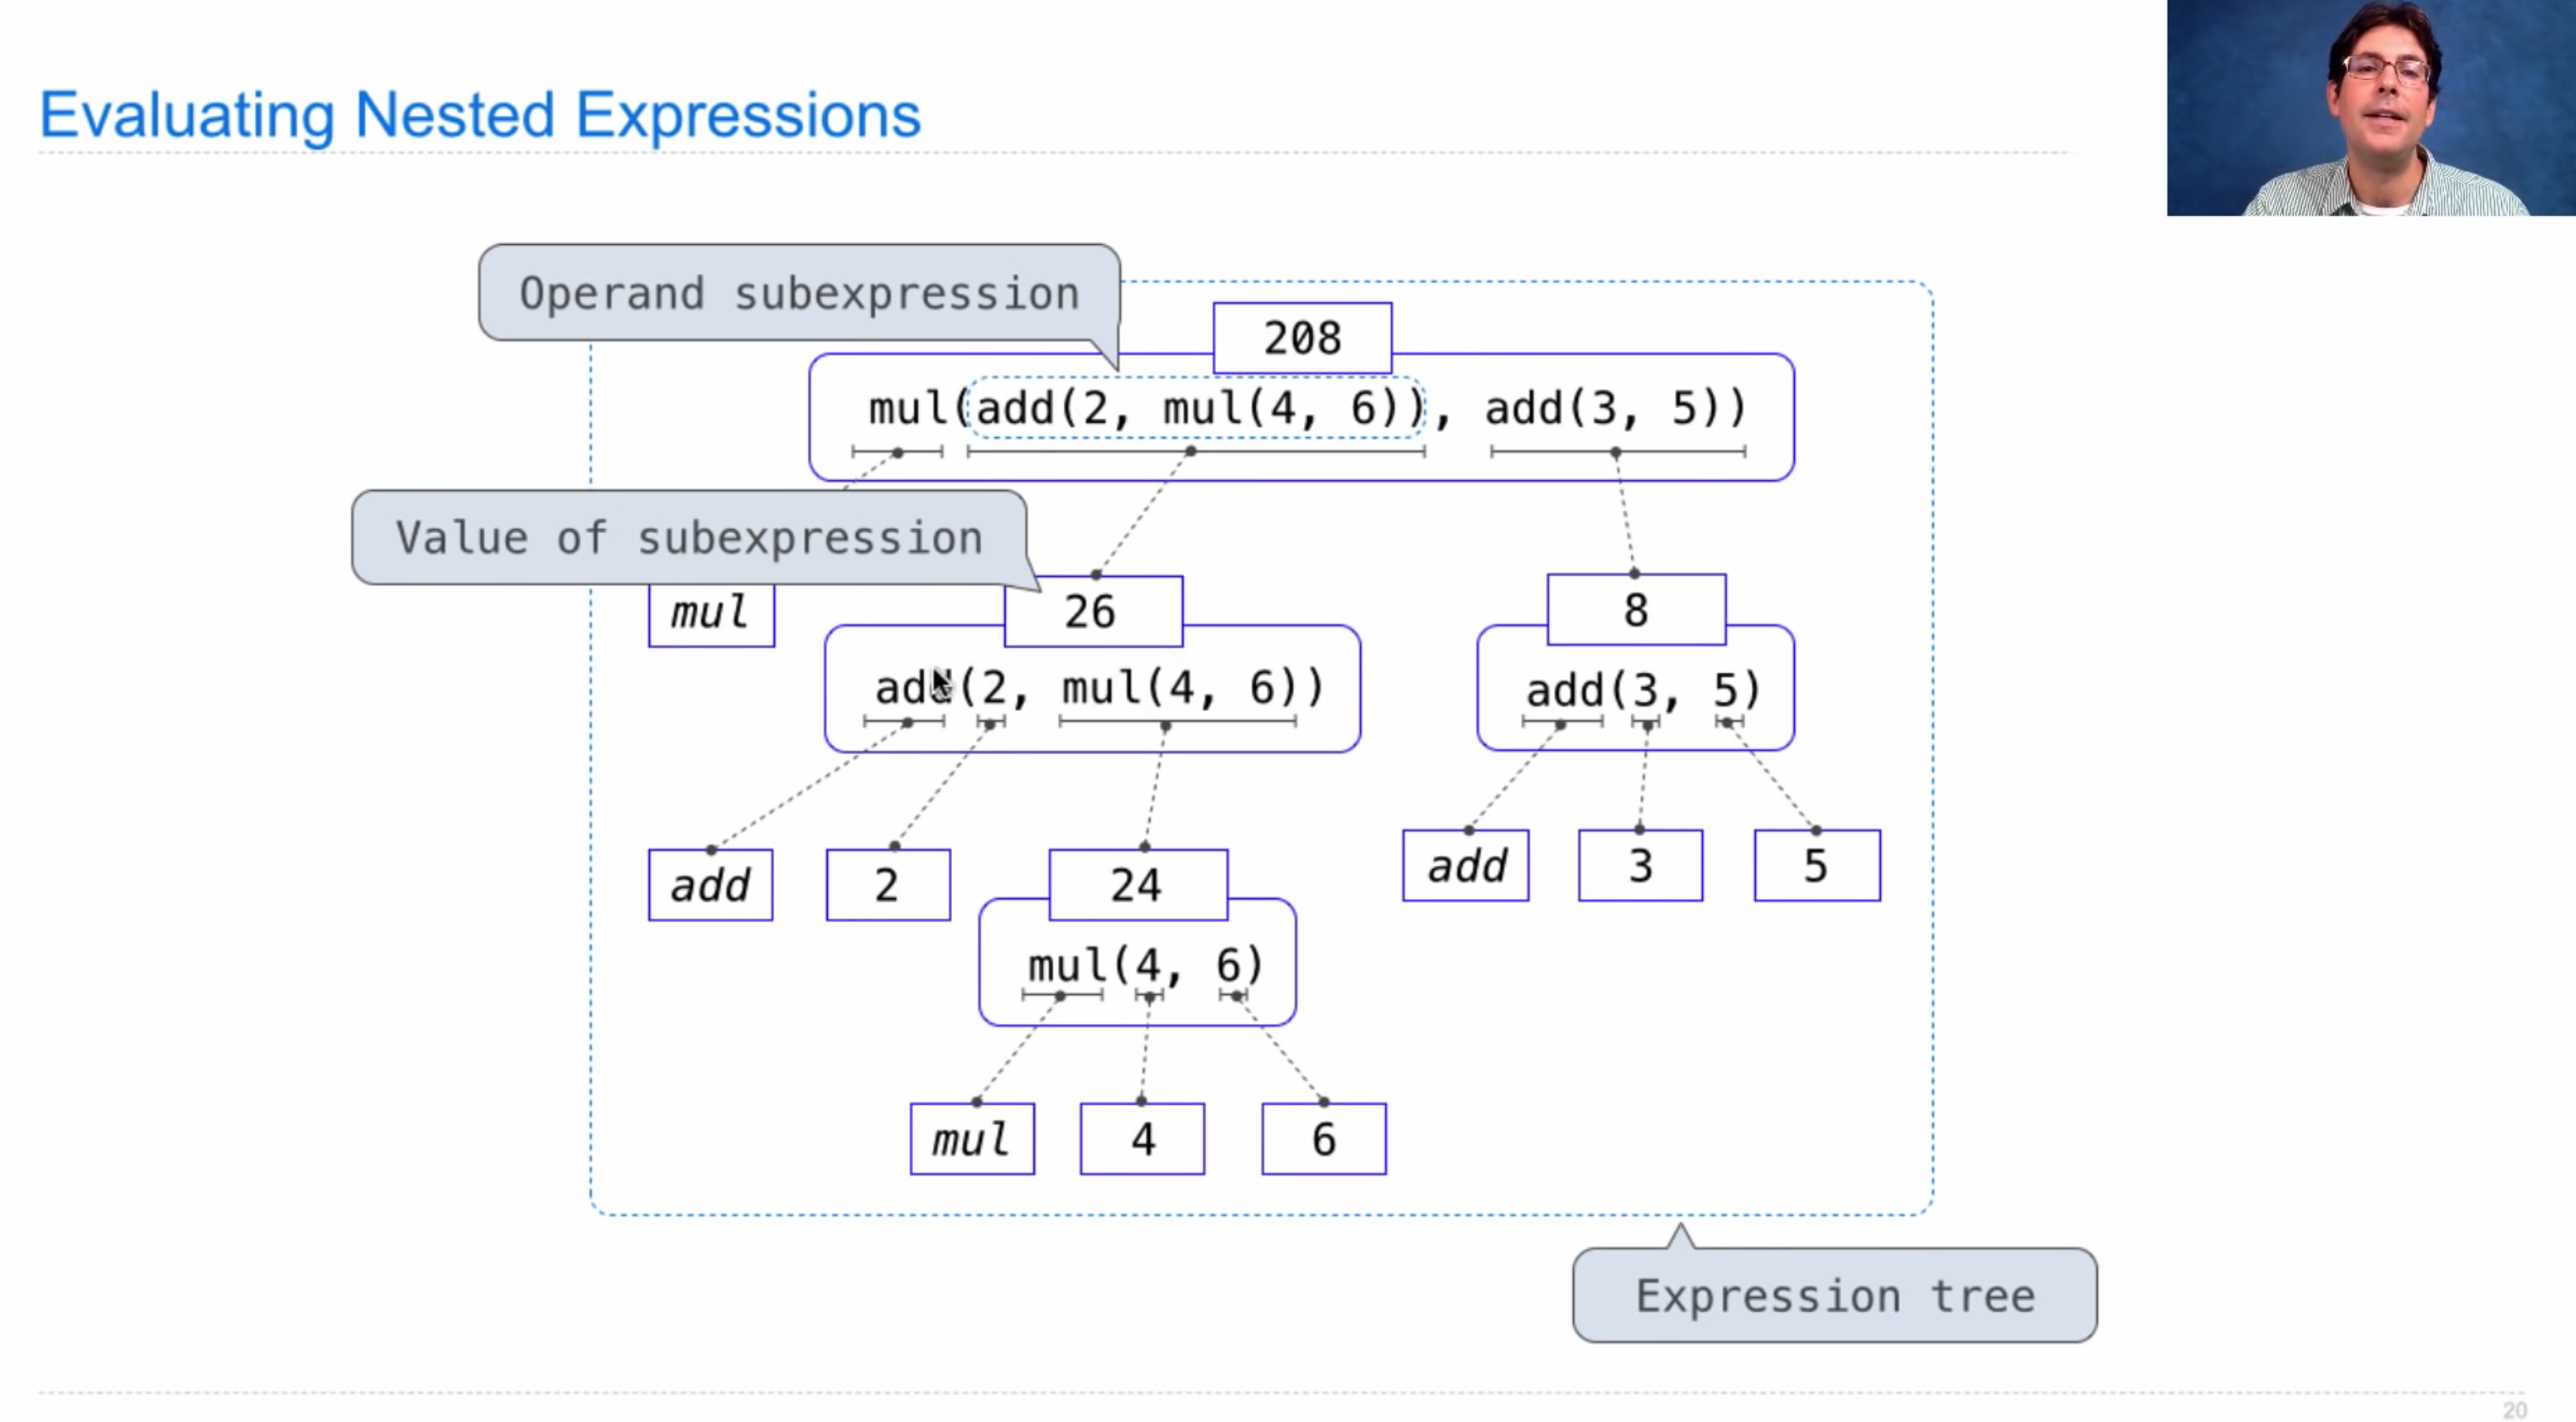 Evaluating Nested Expressions
Operand subexpression
208
mul(add(2, mul(4, 6)), add(3, 5))
Value of subexpression
mul
26
8
add(2, mul(4, 6))
add(3, 5)
add
2
24
add
3
5
mul(4, 6)
mul
4
6
Expression tree
20